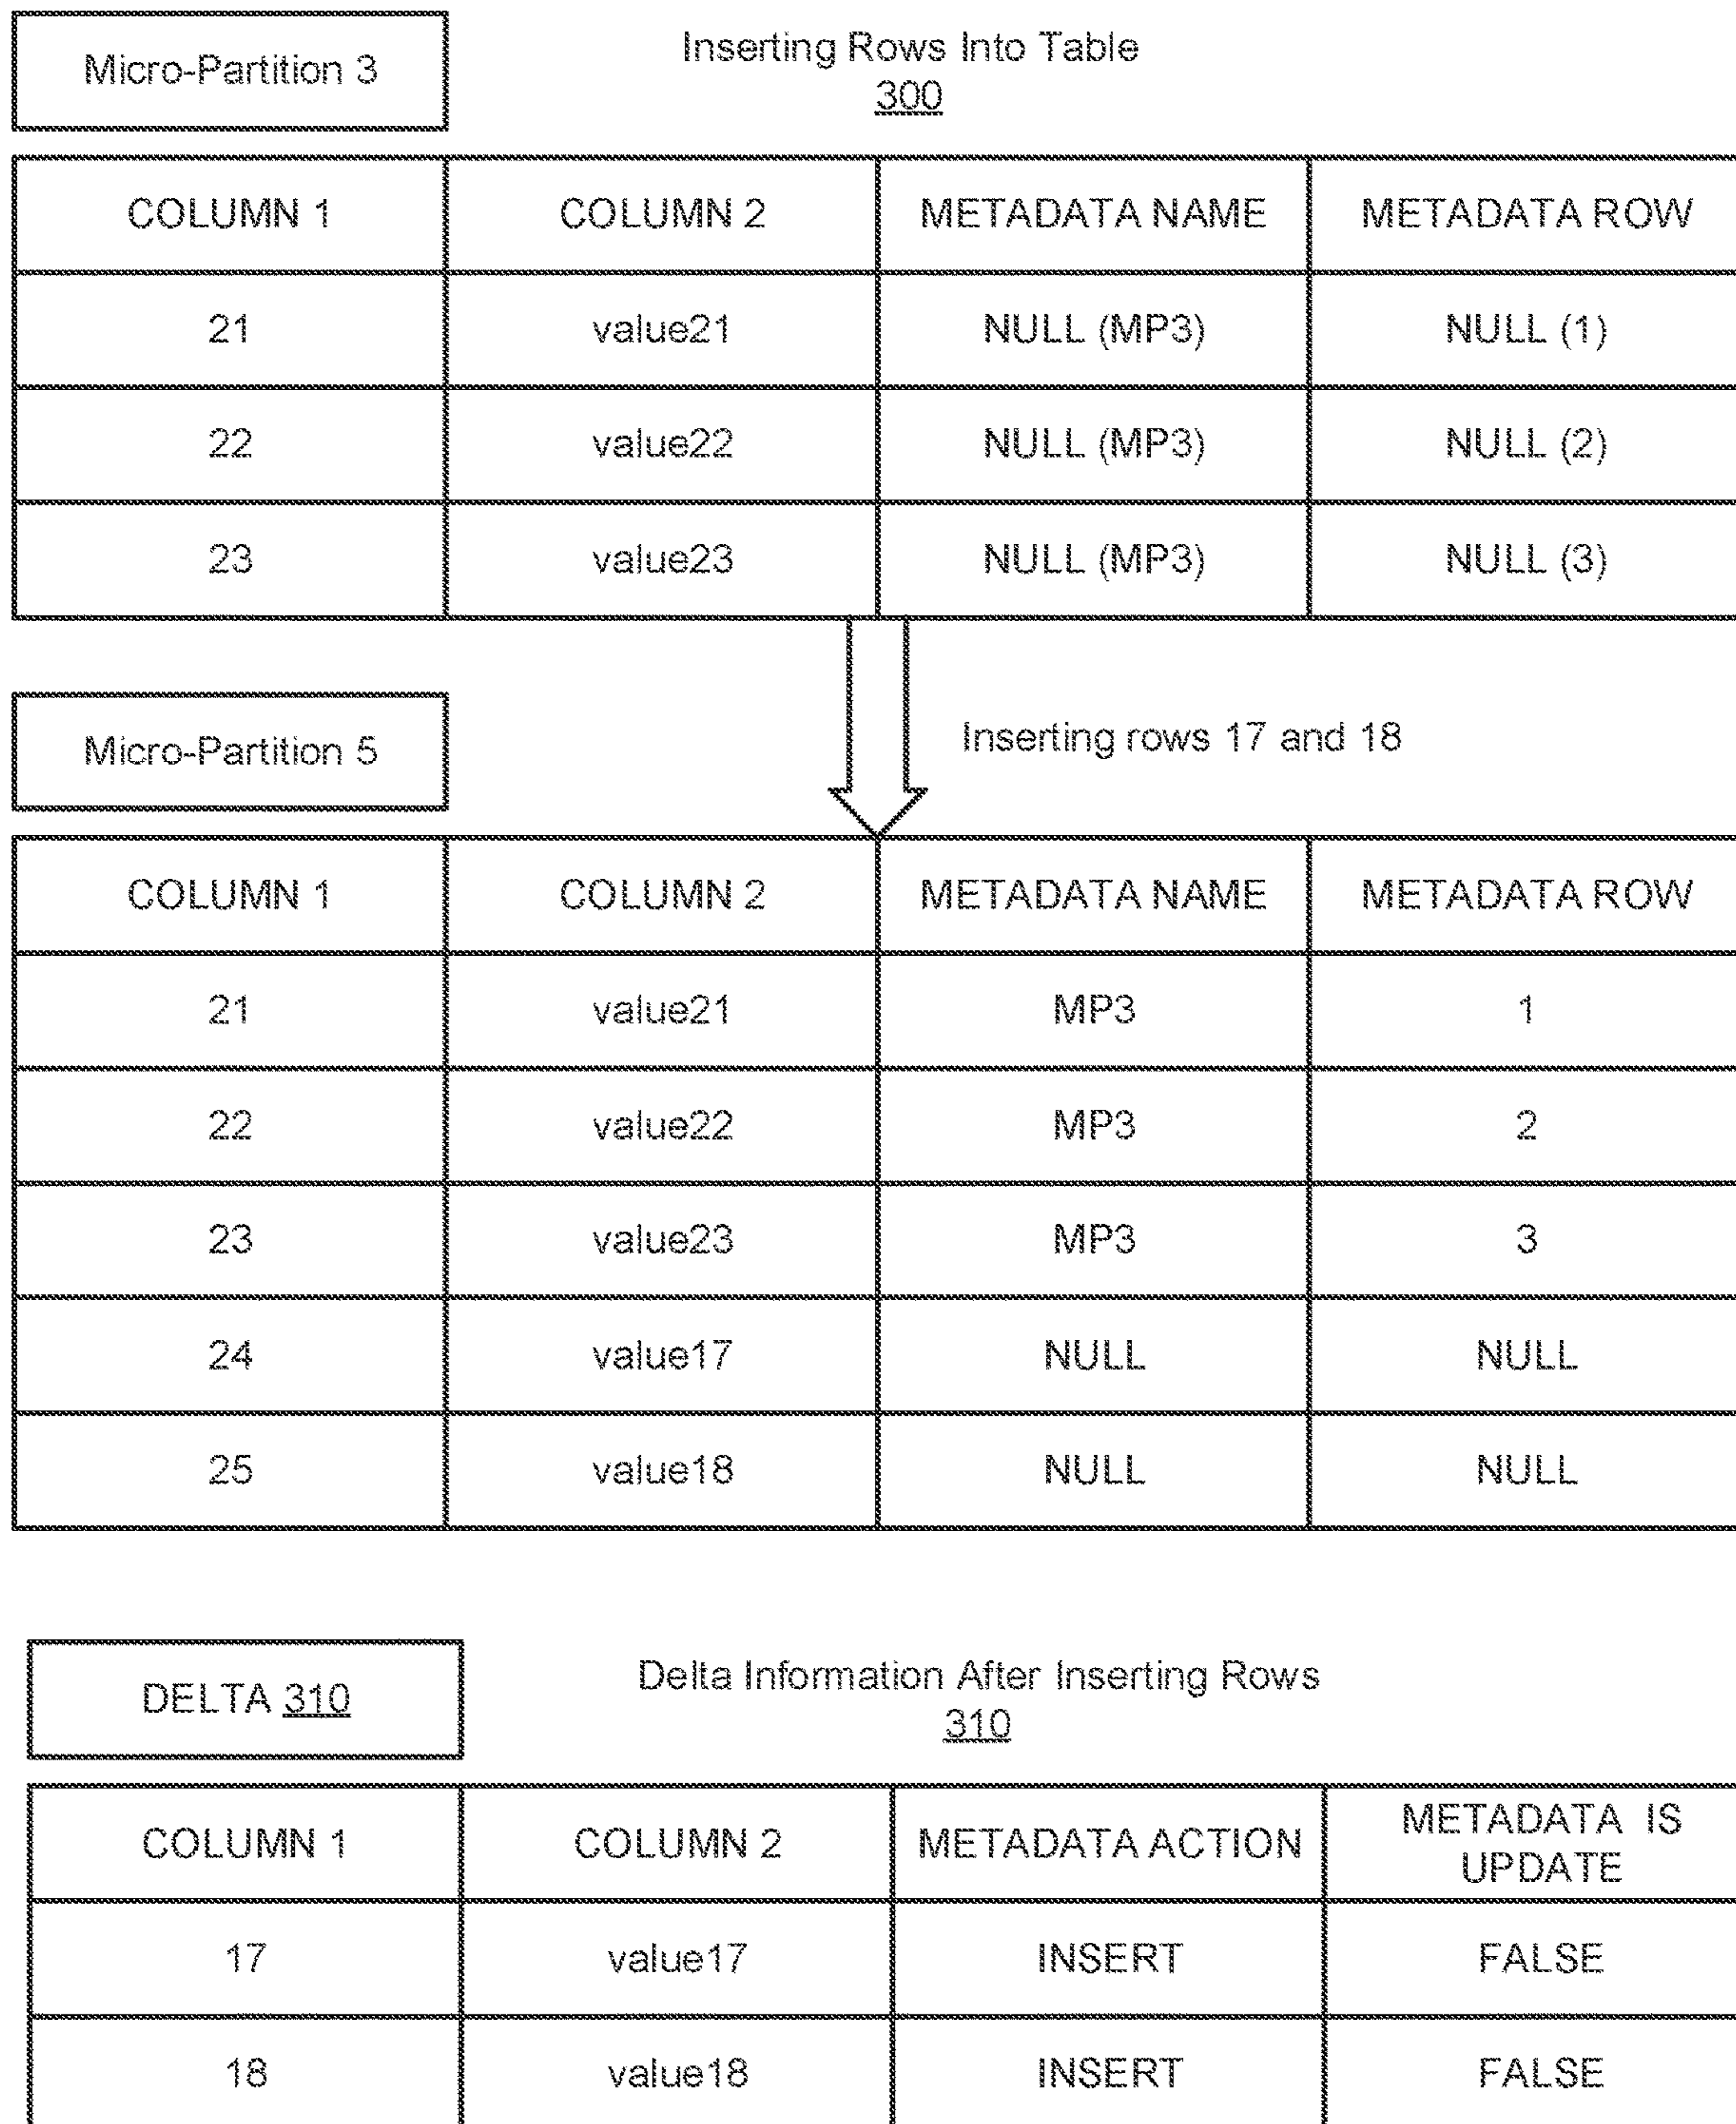 Micro-Partition 3
Inserting Rows Into Table
300
COLUMN 1 COLUMN 2 METADATA NAME METADATA ROW
21 value21 NULL (MP3) NULL (1)
22 value22 NULL (MP3) NULL (2)
23 value23 NULL (MP3) NULL (3)
Micro-Partition 5
Inserting rows 17 and 18
COLUMN 1 COLUMN 2 METADATA NAME METADATA ROW
21 value21 MP3 1
22 value22 MP3 2
23 value23 MP3 3
24 value17 NULL NULL
25 value18 NULL NULL
DELTA 310
Delta Information After Inserting Rows
310
COLUMN 1 COLUMN 2 METADATA ACTION METADATA IS UPDATE
17 value17 INSERT FALSE
18 value18 INSERT FALSE